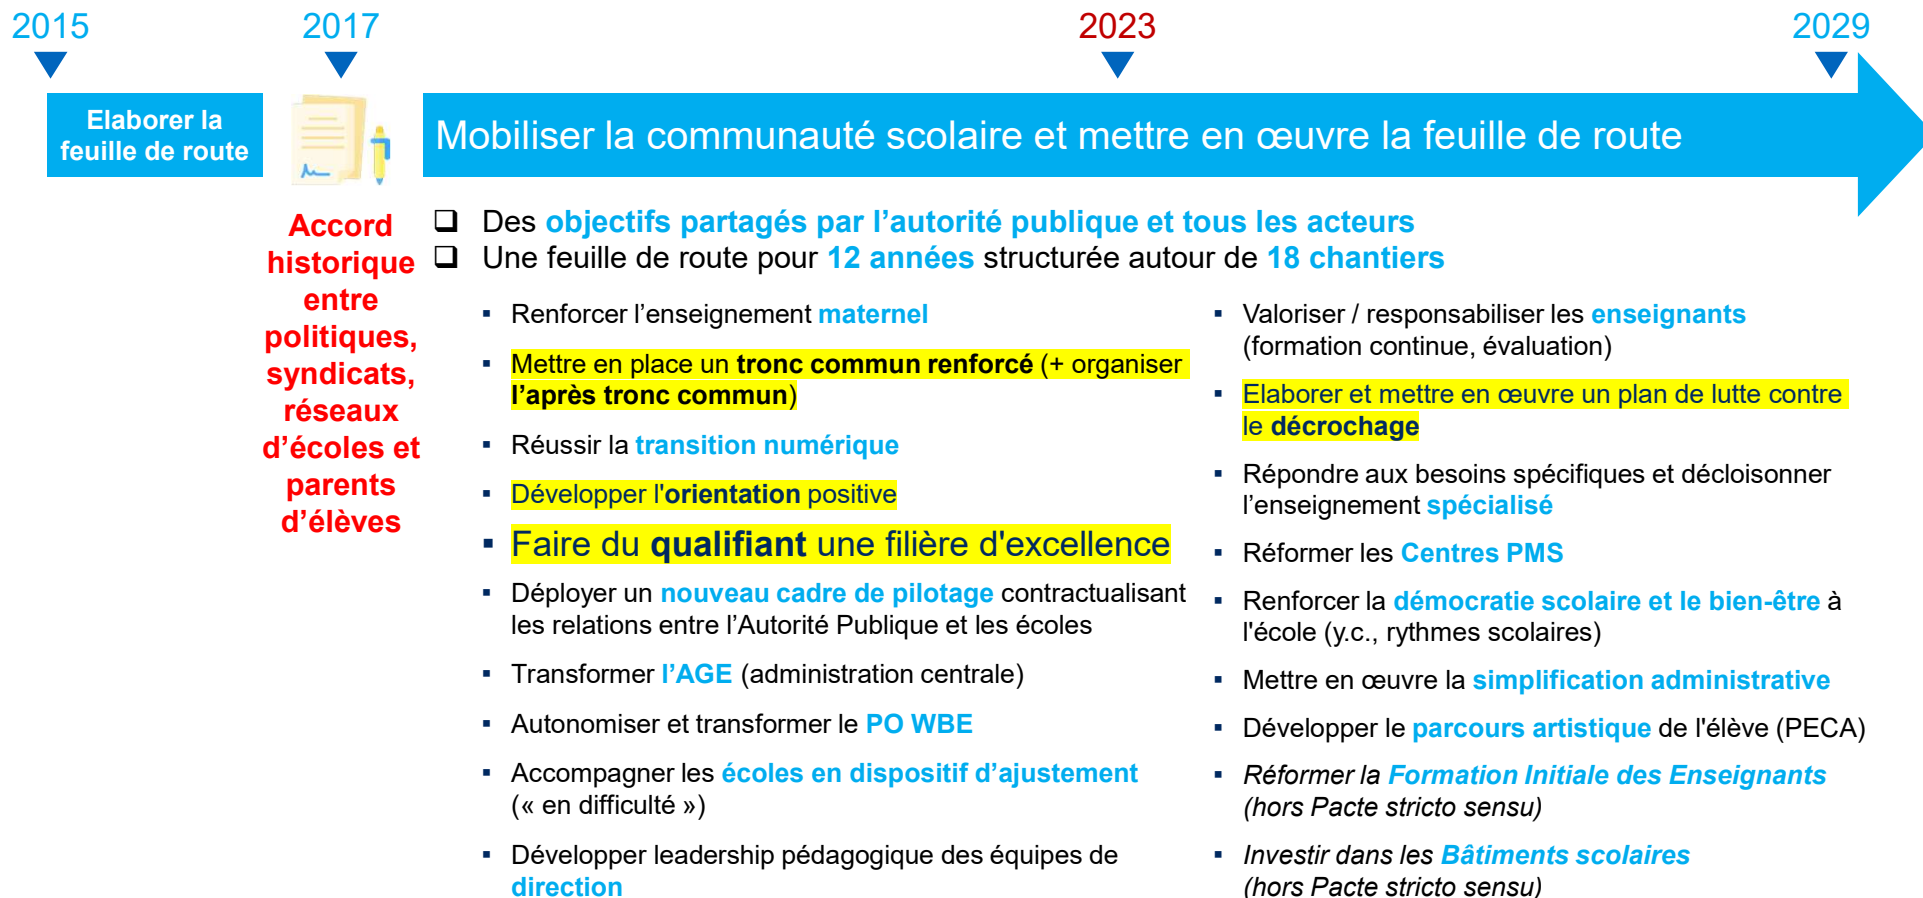 2015
2017
2023
2029
Elaborer la
feuille de route
Mobiliser la communauté scolaire et mettre en œuvre la feuille de route
Accord
historique
entre
politiques,
syndicats,
réseaux
d’écoles et
parents
d’élèves
❑ Des objectifs partagés par l’autorité publique et tous les acteurs
❑ Une feuille de route pour 12 années structurée autour de 18 chantiers
▪ Renforcer l’enseignement maternel
▪ Mettre en place un tronc commun renforcé (+ organiser
l’après tronc commun)
▪ Réussir la transition numérique
▪ Développer l'orientation positive
▪ Faire du qualifiant une filière d'excellence
▪ Déployer un nouveau cadre de pilotage contractualisant
les relations entre l’Autorité Publique et les écoles
▪ Transformer l’AGE (administration centrale)
▪ Autonomiser et transformer le PO WBE
▪ Accompagner les écoles en dispositif d’ajustement
(« en difficulté »)
▪ Développer leadership pédagogique des équipes de
direction
▪ Valoriser / responsabiliser les enseignants
(formation continue, évaluation)
▪ Elaborer et mettre en œuvre un plan de lutte contre
le décrochage
▪ Répondre aux besoins spécifiques et décloisonner
l’enseignement spécialisé
▪ Réformer les Centres PMS
▪ Renforcer la démocratie scolaire et le bien-être à
l'école (y.c., rythmes scolaires)
▪ Mettre en œuvre la simplification administrative
▪ Développer le parcours artistique de l'élève (PECA)
▪ Réformer la Formation Initiale des Enseignants
(hors Pacte stricto sensu)
▪ Investir dans les Bâtiments scolaires
(hors Pacte stricto sensu)